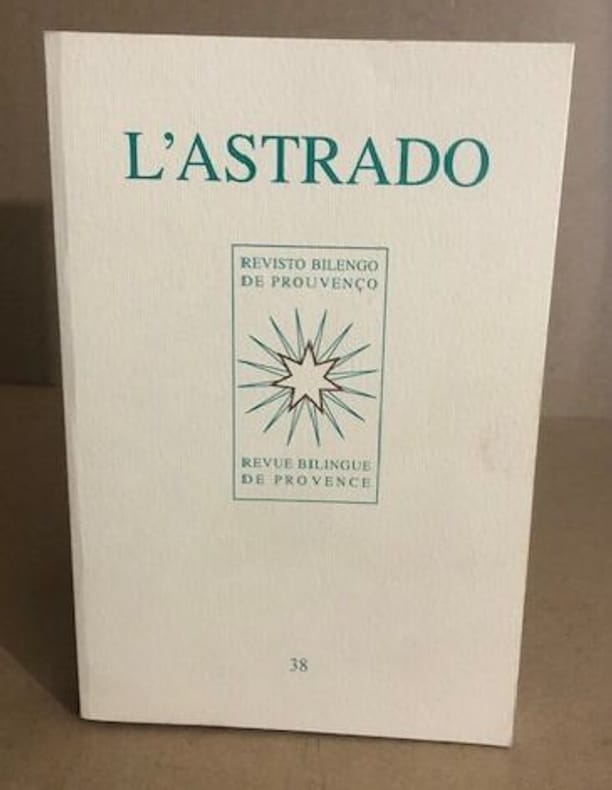 L'ASTRADO
REVISTO BILENGO
DE PROUVENÇO
REVUE BILINGUE
DE PROVENCE
38